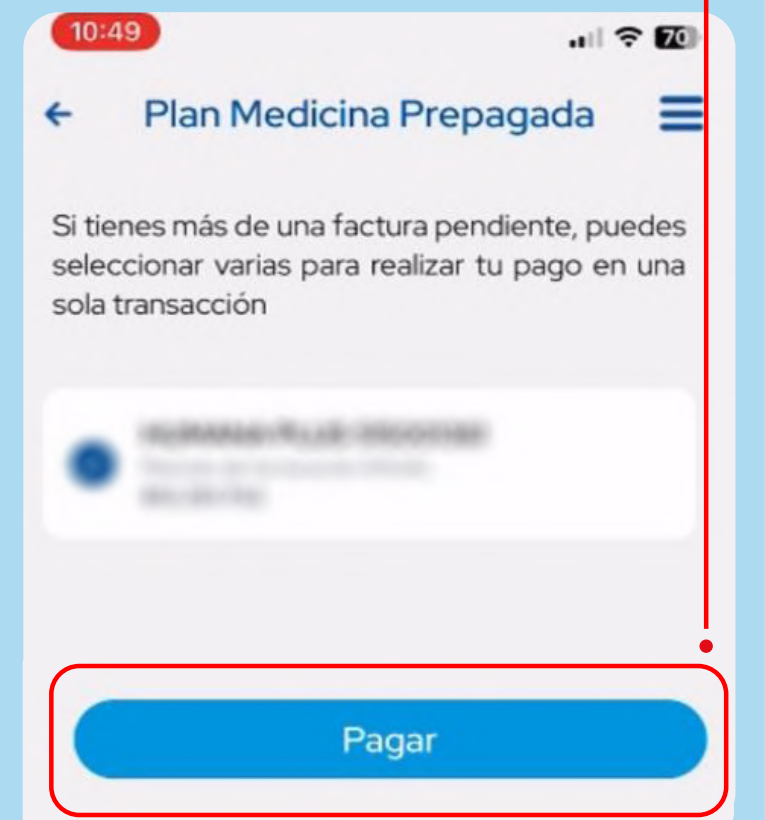 10:49
70
Plan Medicina Prepagada
Si tienes más de una factura pendiente, puedes
seleccionar varias para realizar tu pago en una
sola transacción
Pagar